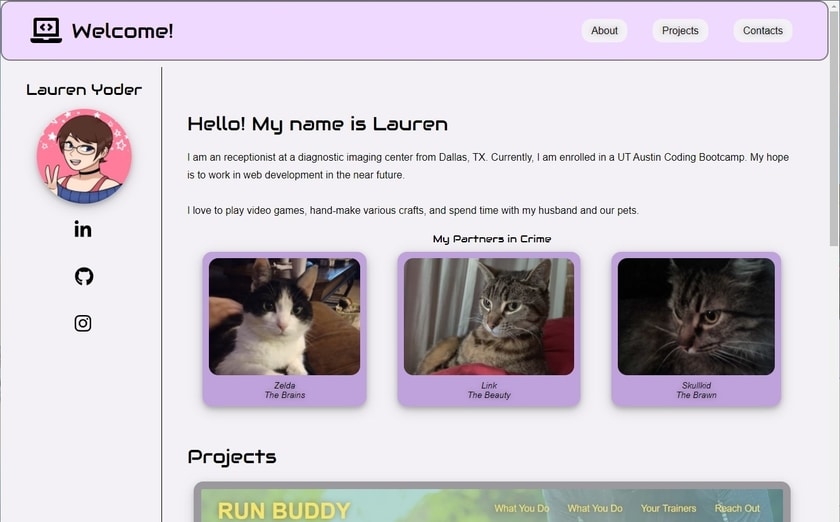 Welcome!
About
Projects
Contacts
Lauren Yoder
in
Hello! My name is Lauren
I am an receptionist at a diagnostic imaging center from Dallas, TX. Currently, I am enrolled in a UT Austin Coding Bootcamp. My hope
is to work in web development in the near future.
I love to play video games, hand-make various crafts, and spend time with my husband and our pets.
My Partners in Crime
Zelda
The Brains
Link
The Beauty
Skullkid
The Brawn
Projects
RUN BUDDY
What You Do
What You Do
Your Trainers
Reach Out